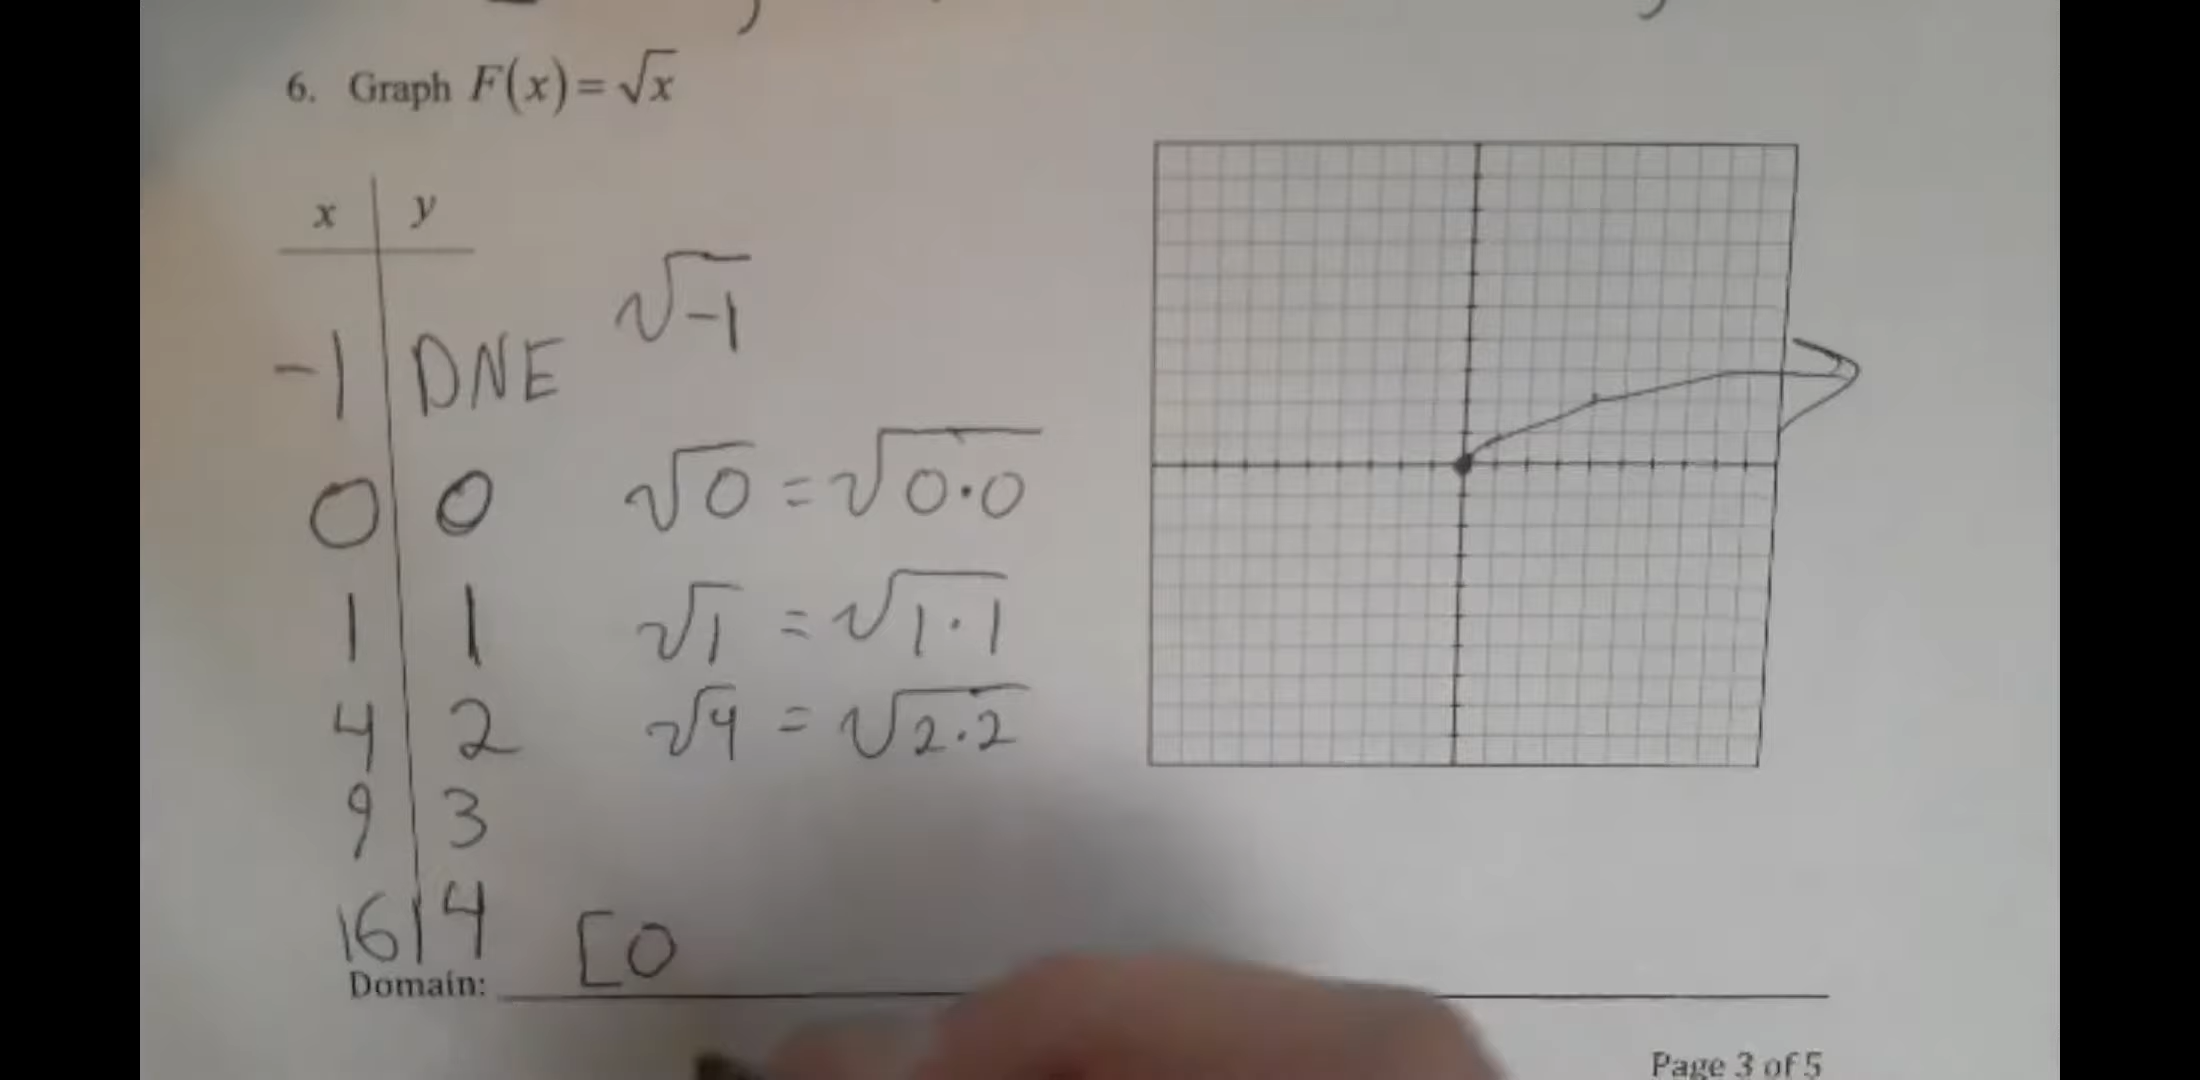 6. Graph F(x)=√x
x y
√-1
-1 DNE
0 0 √0 = √0·0
1 1 √1 = √1·1
4 2 √4 = √2·2
9 3
16 4
Domain: [0
Page 3 of 5